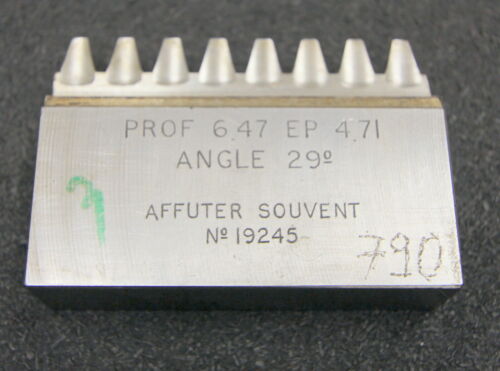 PROF 6.47 EP 4.71
ANGLE 29º
AFFUTER SOUVENT
Nº 19245
790